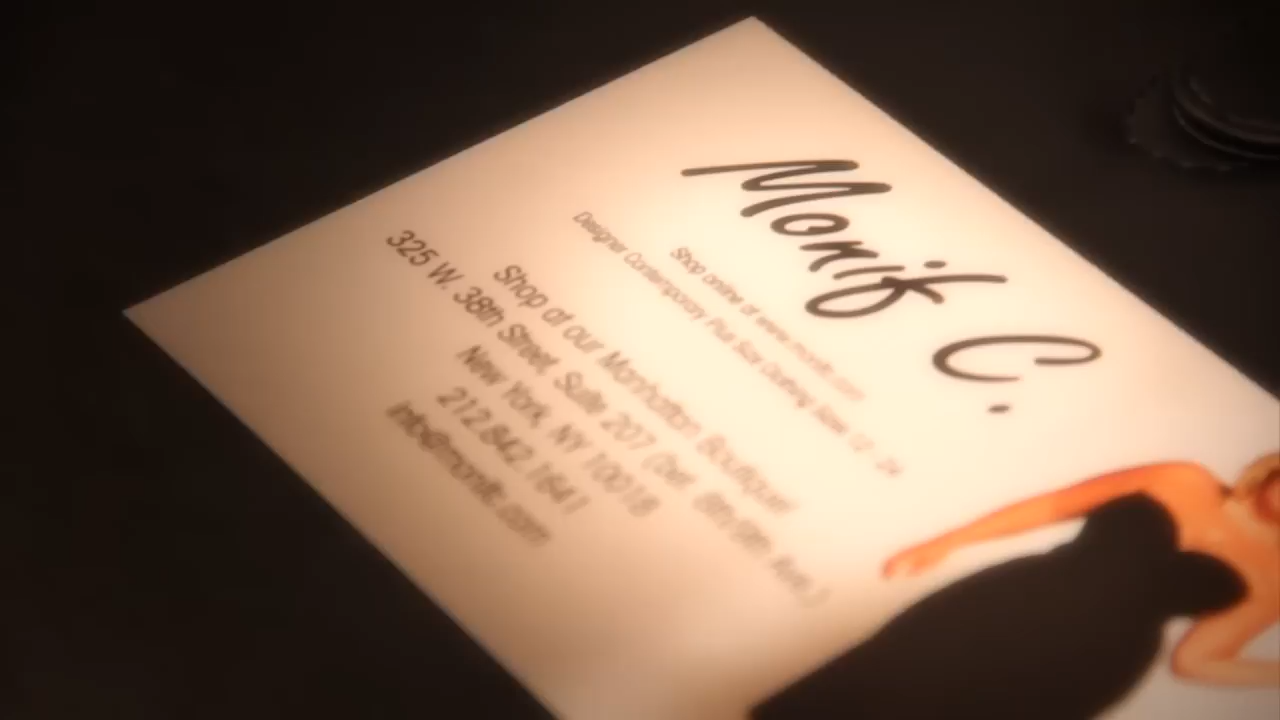 Monif C.
Shop online at www.monifc.com
Designer Contemporary Plus Size Clothing Sizes 12 - 24
Shop at our Manhattan Boutique!
325 W. 38th Street, Suite 207 (bet. 8th/9th Ave.)
New York, NY 10018
212.842.1641
info@monifc.com